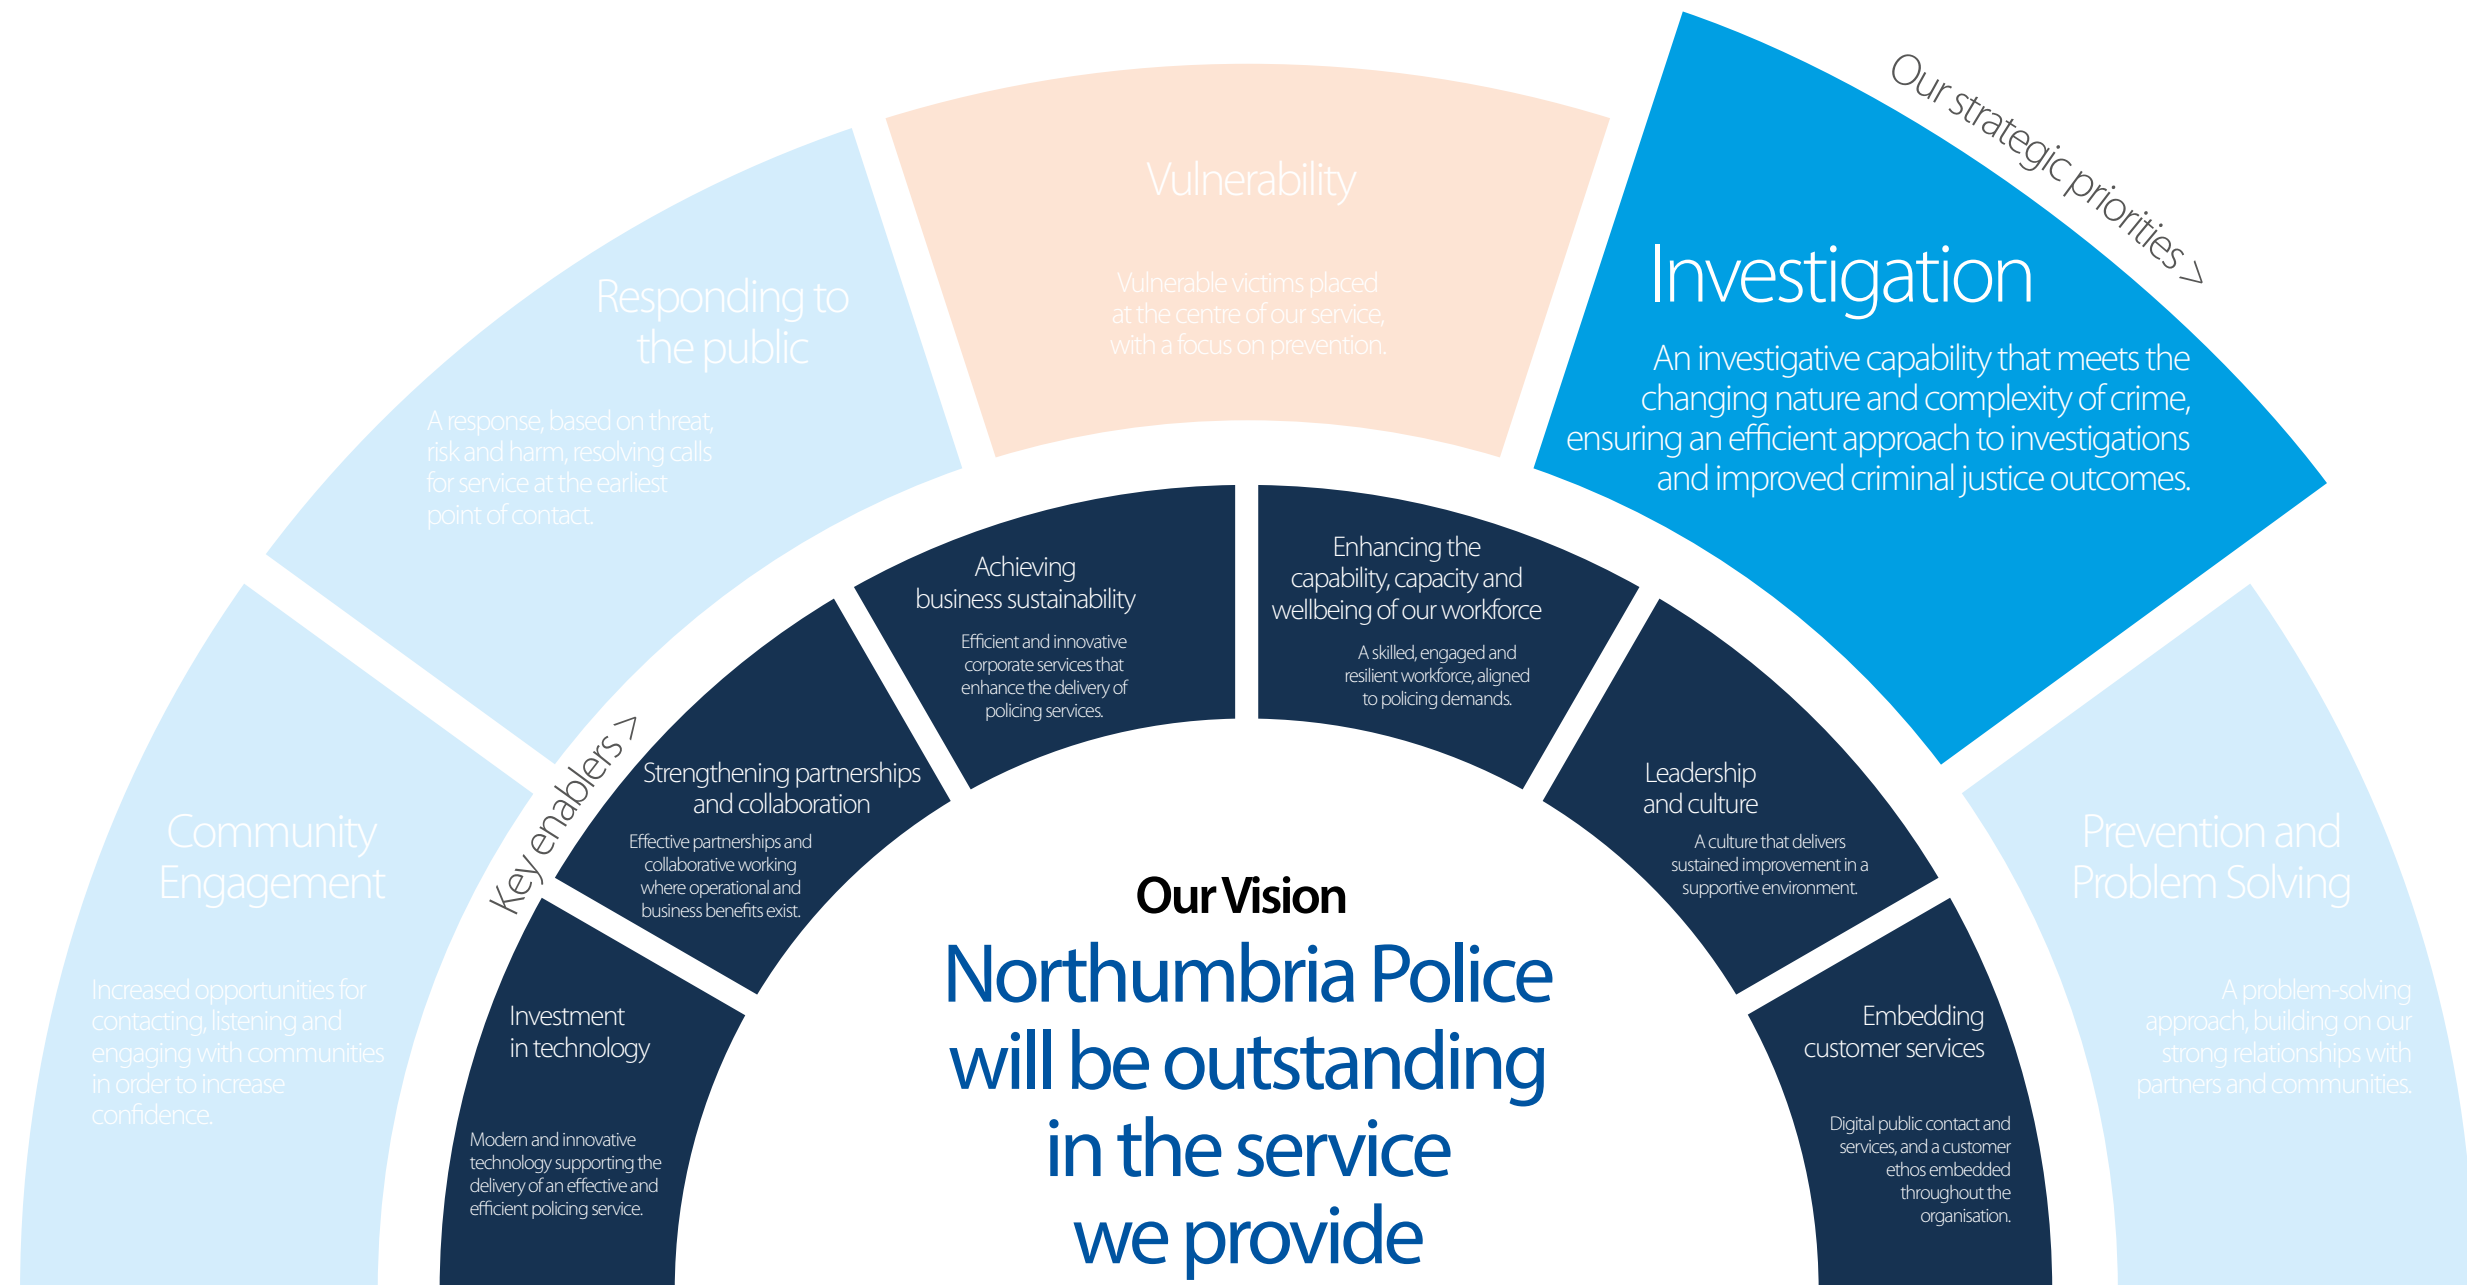 Our strategic priorities >
Community
Engagement
Increased opportunities for
contacting, listening and
engaging with communities
in order to increase
confidence.
Responding to
the public
A response, based on threat,
risk and harm, resolving calls
for service at the earliest
point of contact.
Vulnerability
Vulnerable victims placed
at the centre of our service,
with a focus on prevention.
Investigation
An investigative capability that meets the
changing nature and complexity of crime,
ensuring an efficient approach to investigations
and improved criminal justice outcomes.
Prevention and
Problem Solving
A problem-solving
approach, building on our
strong relationships with
partners and communities.
Key enablers >
Investment
in technology
Modern and innovative
technology supporting the
delivery of an effective and
efficient policing service.
Strengthening partnerships
and collaboration
Effective partnerships and
collaborative working
where operational and
business benefits exist.
Achieving
business sustainability
Efficient and innovative
corporate services that
enhance the delivery of
policing services.
Enhancing the
capability, capacity and
wellbeing of our workforce
A skilled, engaged and
resilient workforce, aligned
to policing demands.
Leadership
and culture
A culture that delivers
sustained improvement in a
supportive environment.
Embedding
customer services
Digital public contact and
services, and a customer
ethos embedded
throughout the
organisation.
Our Vision
Northumbria Police
will be outstanding
in the service
we provide